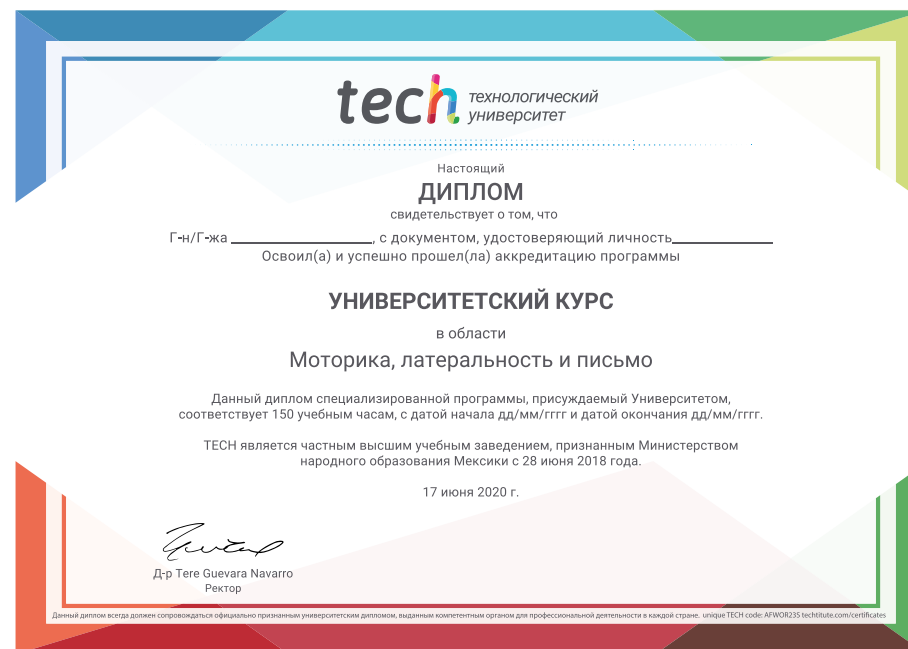 tech технологический
университет
Настоящий
ДИПЛОМ
свидетельствует о том, что
Г-н/Г-жа ____________________, с документом, удостоверяющий личность______________
Освоил(а) и успешно прошел(ла) аккредитацию программы
УНИВЕРСИТЕТСКИЙ КУРС
в области
Моторика, латеральность и письмо
Данный диплом специализированной программы, присуждаемый Университетом,
соответствует 150 учебным часам, с датой начала дд/мм/гггг и датой окончания дд/мм/гггг.
TECH является частным высшим учебным заведением, признанным Министерством
народного образования Мексики с 28 июня 2018 года.
17 июня 2020 г.
Д-р Tere Guevara Navarro
Ректор
Данный диплом всегда должен сопровождаться официально признанным университетским дипломом, выданным компетентным органом для профессиональной деятельности в каждой стране. unique TECH code: AFWOR235 techtitute.com/certificates